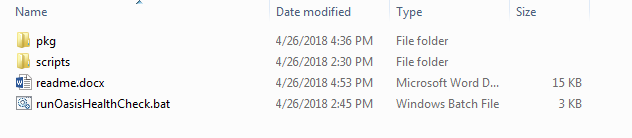 Name Date modified Type Size
pkg 4/26/2018 4:36 PM File folder
scripts 4/26/2018 2:30 PM File folder
readme.docx 4/26/2018 4:53 PM Microsoft Word D... 15 KB
runOasisHealthCheck.bat 4/26/2018 2:45 PM Windows Batch File 3 KB